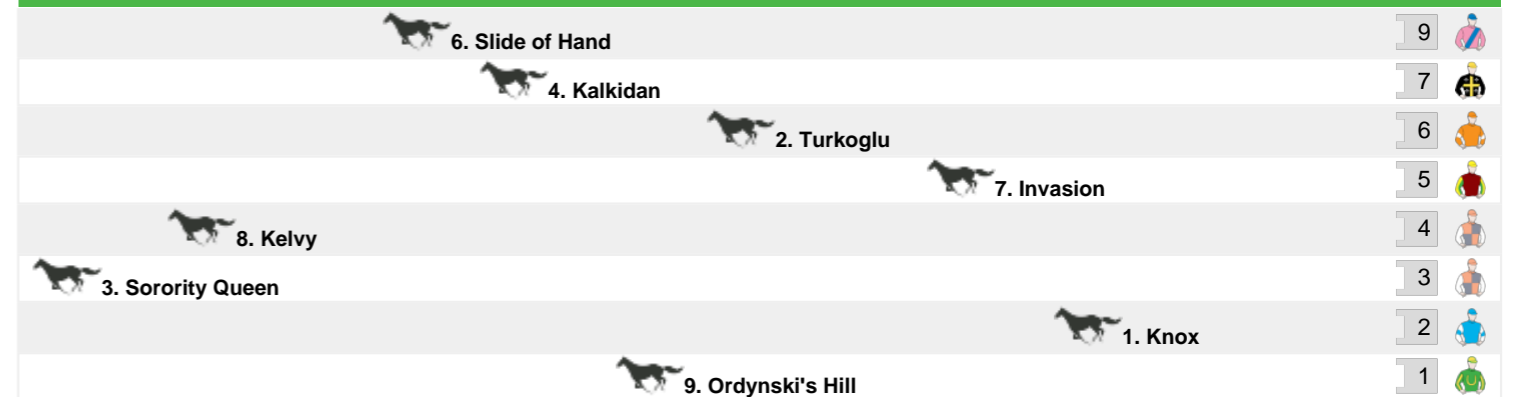 6. Slide of Hand 9
4. Kalkidan 7
2. Turkoglu 6
7. Invasion 5
8. Kelvy 4
3. Sorority Queen 3
1. Knox 2
9. Ordynski's Hill 1